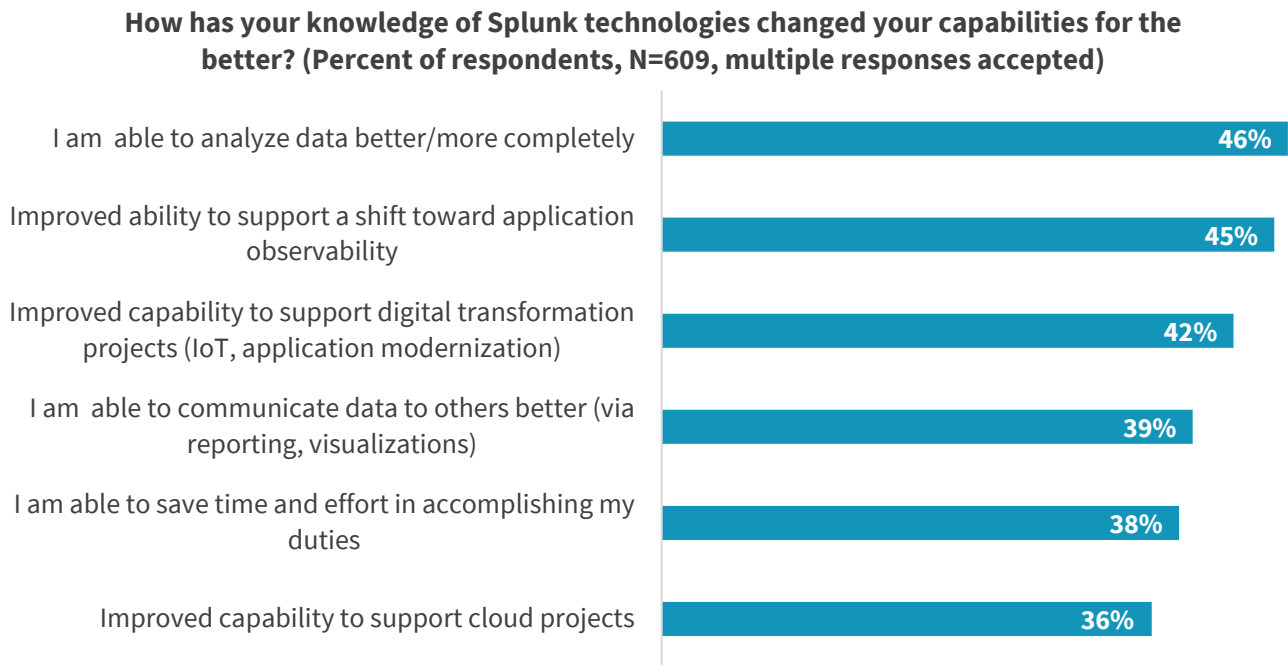 How has your knowledge of Splunk technologies changed your capabilities for the
better? (Percent of respondents, N=609, multiple responses accepted)
I am  able to analyze data better/more completely
46%
Improved ability to support a shift toward application
observability
45%
Improved capability to support digital transformation
projects (IoT, application modernization)
42%
I am  able to communicate data to others better (via
reporting, visualizations)
39%
I am able to save time and effort in accomplishing my
duties
38%
Improved capability to support cloud projects
36%